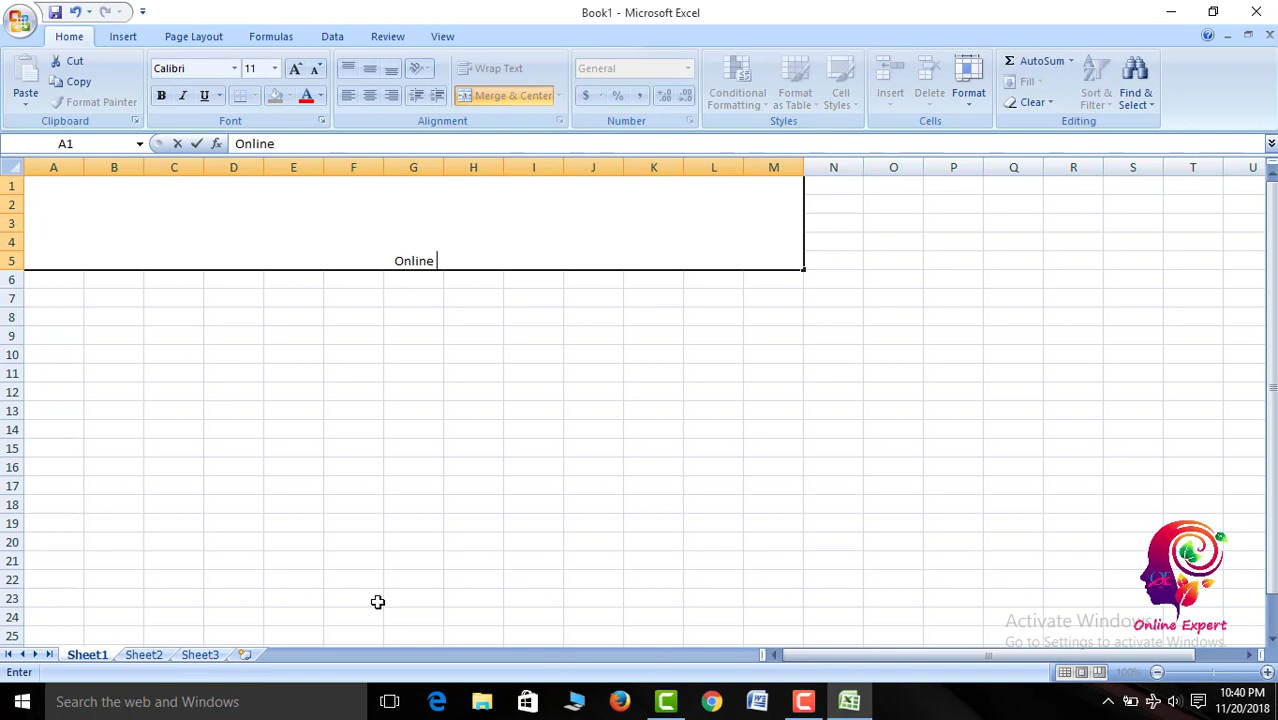 Book1 - Microsoft Excel
Home Insert Page Layout Formulas Data Review View
Paste
Cut
Copy
Format Painter
Clipboard
Calibri 11
B I U
Font
Wrap Text
Merge & Center
Alignment
General
$ % ,
Number
Conditional Formatting
Format as Table
Cell Styles
Styles
Insert Delete Format
Cells
Σ AutoSum
Fill
Clear
Sort & Filter
Find & Select
Editing
A1 fx Online
A B C D E F G H I J K L M N O P Q R S T U
1
2
3
4
5 Online
6
7
8
9
10
11
12
13
14
15
16
17
18
19
20
21
22
23
24
25
OE
Online Expert
Activate Windows
Go to Settings to activate Windows.
Sheet1 Sheet2 Sheet3
Enter 100%
Search the web and Windows
10:40 PM
11/20/2018